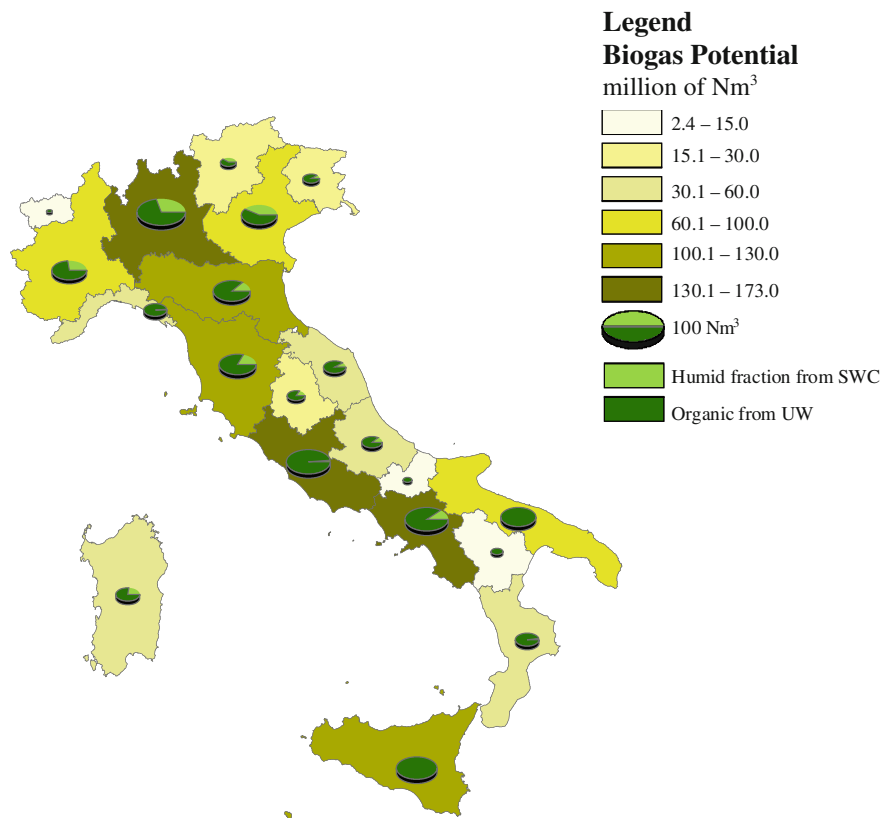 Legend
Biogas Potential
million of Nm³
2.4 – 15.0
15.1 – 30.0
30.1 – 60.0
60.1 – 100.0
100.1 – 130.0
130.1 – 173.0
100 Nm³
Humid fraction from SWC
Organic from UW